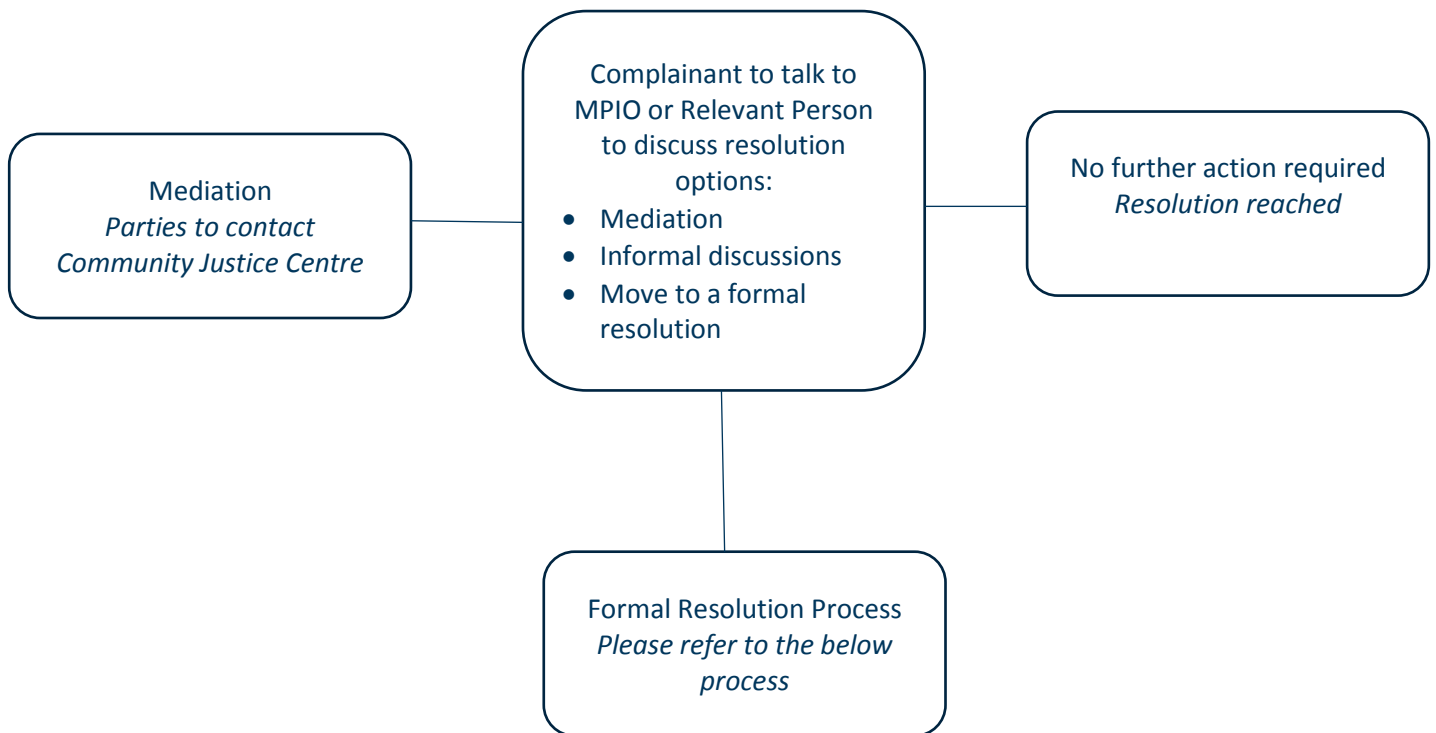 Complainant to talk to
MPIO or Relevant Person
to discuss resolution
options:
• Mediation
• Informal discussions
• Move to a formal
resolution
Mediation
Parties to contact
Community Justice Centre
No further action required
Resolution reached
Formal Resolution Process
Please refer to the below
process